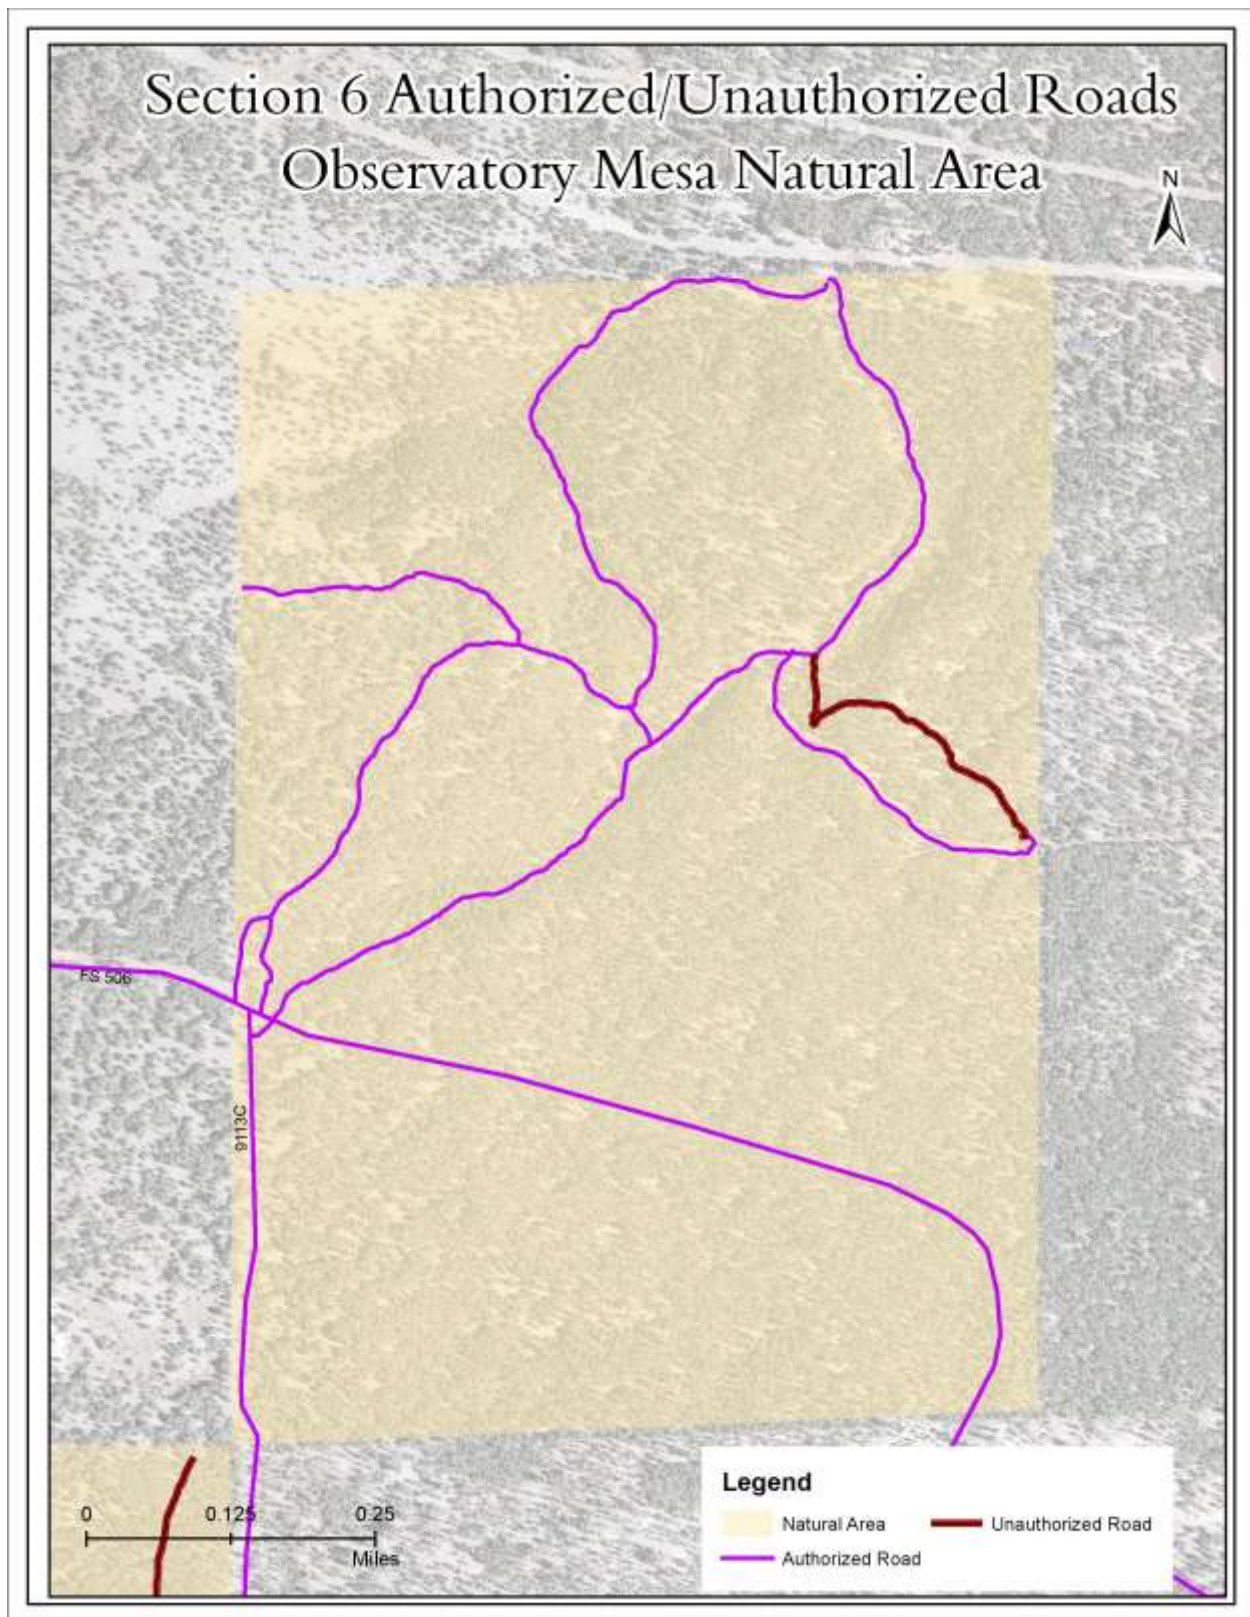 Section 6 Authorized/Unauthorized Roads
Observatory Mesa Natural Area
N
FS 506
9113C
0 0.125 0.25
Miles
Legend
Natural Area
Unauthorized Road
Authorized Road